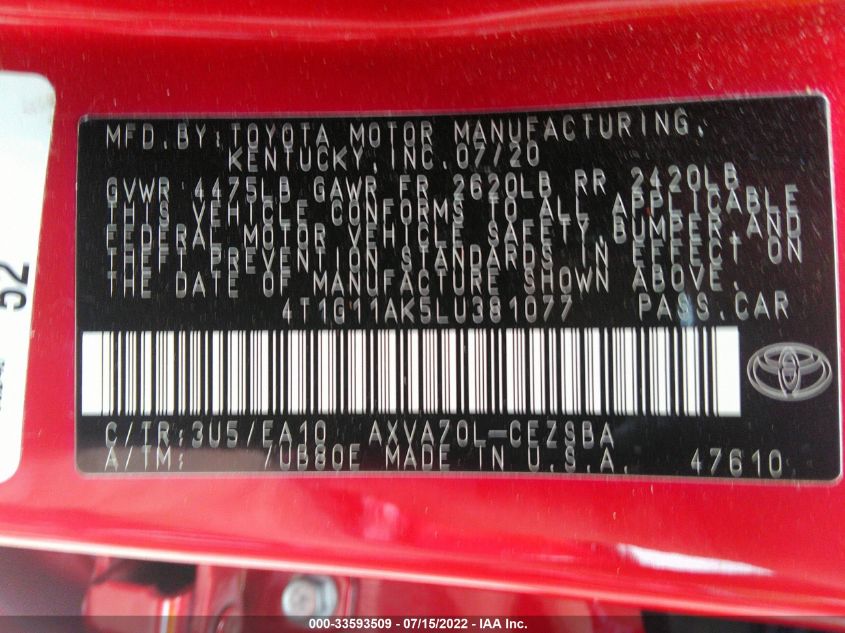 MFD. BY: TOYOTA MOTOR MANUFACTURING,
KENTUCKY, INC. 07/20
GVWR 4475LB GAWR FR 2620LB RR 2420LB
THIS VEHICLE CONFORMS TO ALL APPLICABLE
FEDERAL MOTOR VEHICLE SAFETY, BUMPER, AND
THEFT PREVENTION STANDARDS IN EFFECT ON
THE DATE OF MANUFACTURE SHOWN ABOVE.
4T1G11AK5LU381077 PASS. CAR
C/TR: 3U5/EA10 AXVA70L-CEZSBA
A/TM: /UB80E MADE IN U.S.A. 47610
52
000-33593509 - 07/15/2022 - IAA Inc.